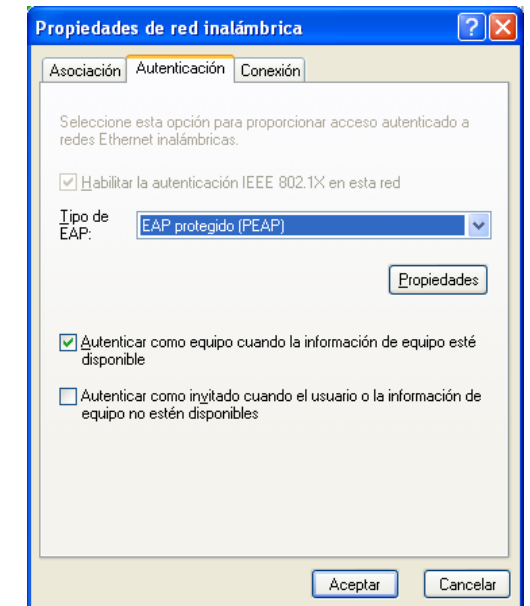 Propiedades de red inalámbrica
Asociación Autenticación Conexión
Seleccione esta opción para proporcionar acceso autenticado a
redes Ethernet inalámbricas.
Habilitar la autenticación IEEE 802.1X en esta red
Tipo de
EAP:
EAP protegido (PEAP)
Propiedades
Autenticar como equipo cuando la información de equipo esté
disponible
Autenticar como invitado cuando el usuario o la información de
equipo no estén disponibles
Aceptar Cancelar